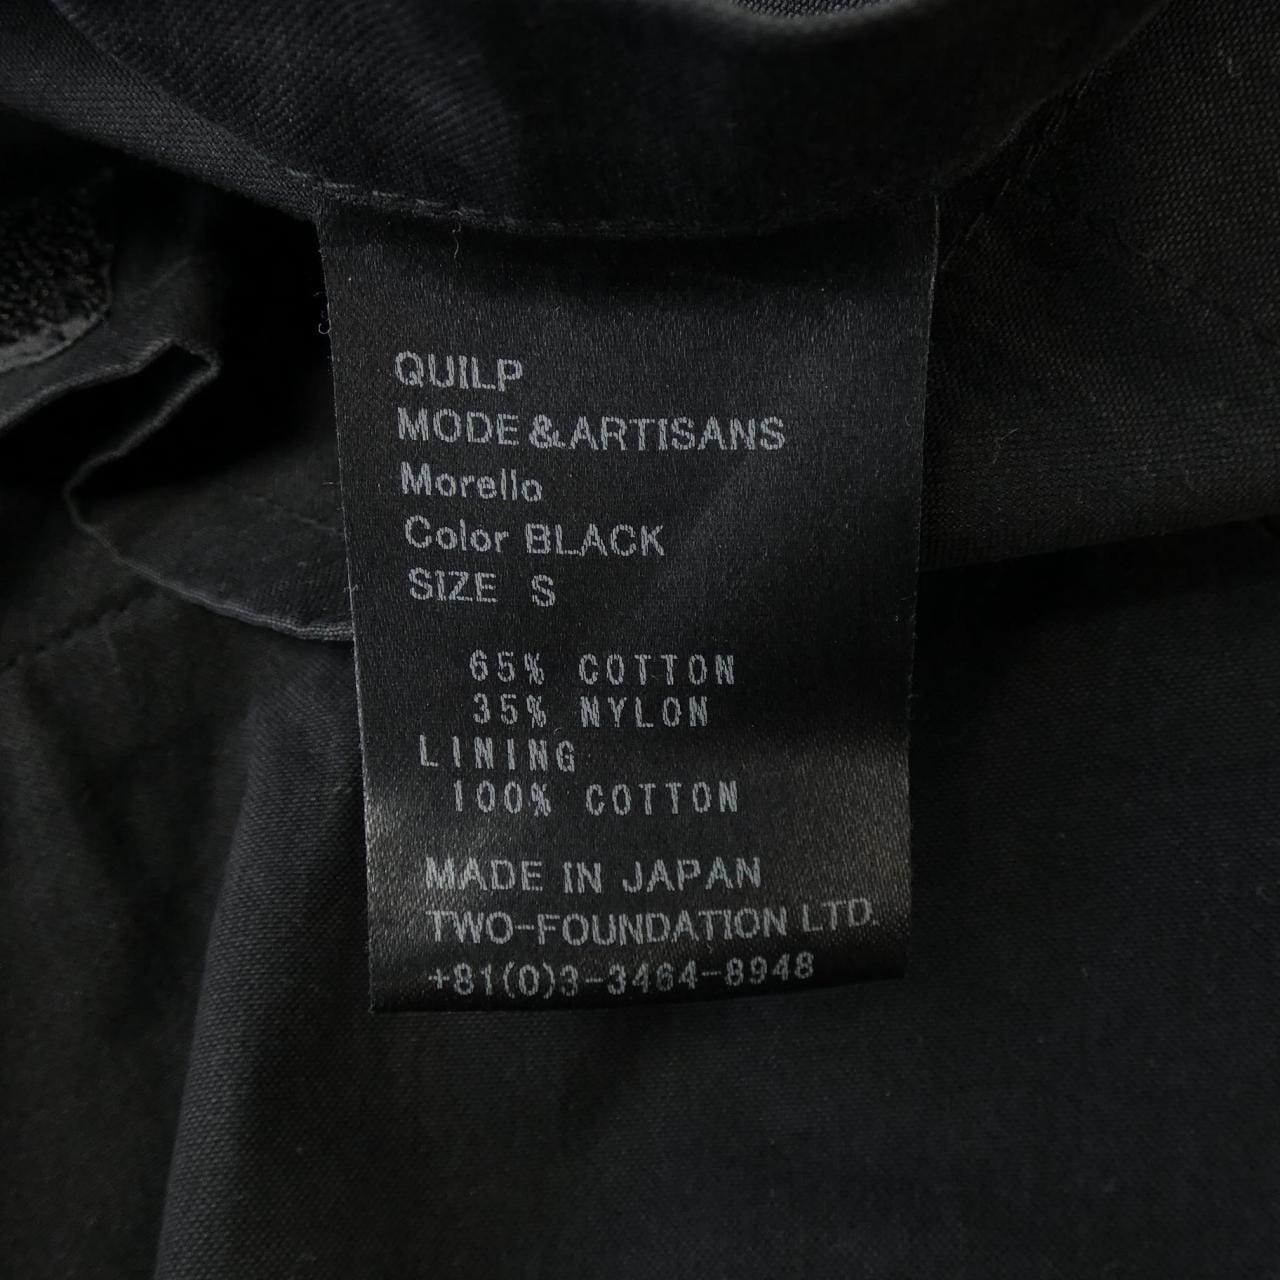 QUILP
MODE&ARTISANS
Morello
Color BLACK
SIZE S
65% COTTON
35% NYLON
LINING
100% COTTON
MADE IN JAPAN
TWO-FOUNDATION LTD.
+81(0)3-3464-8948